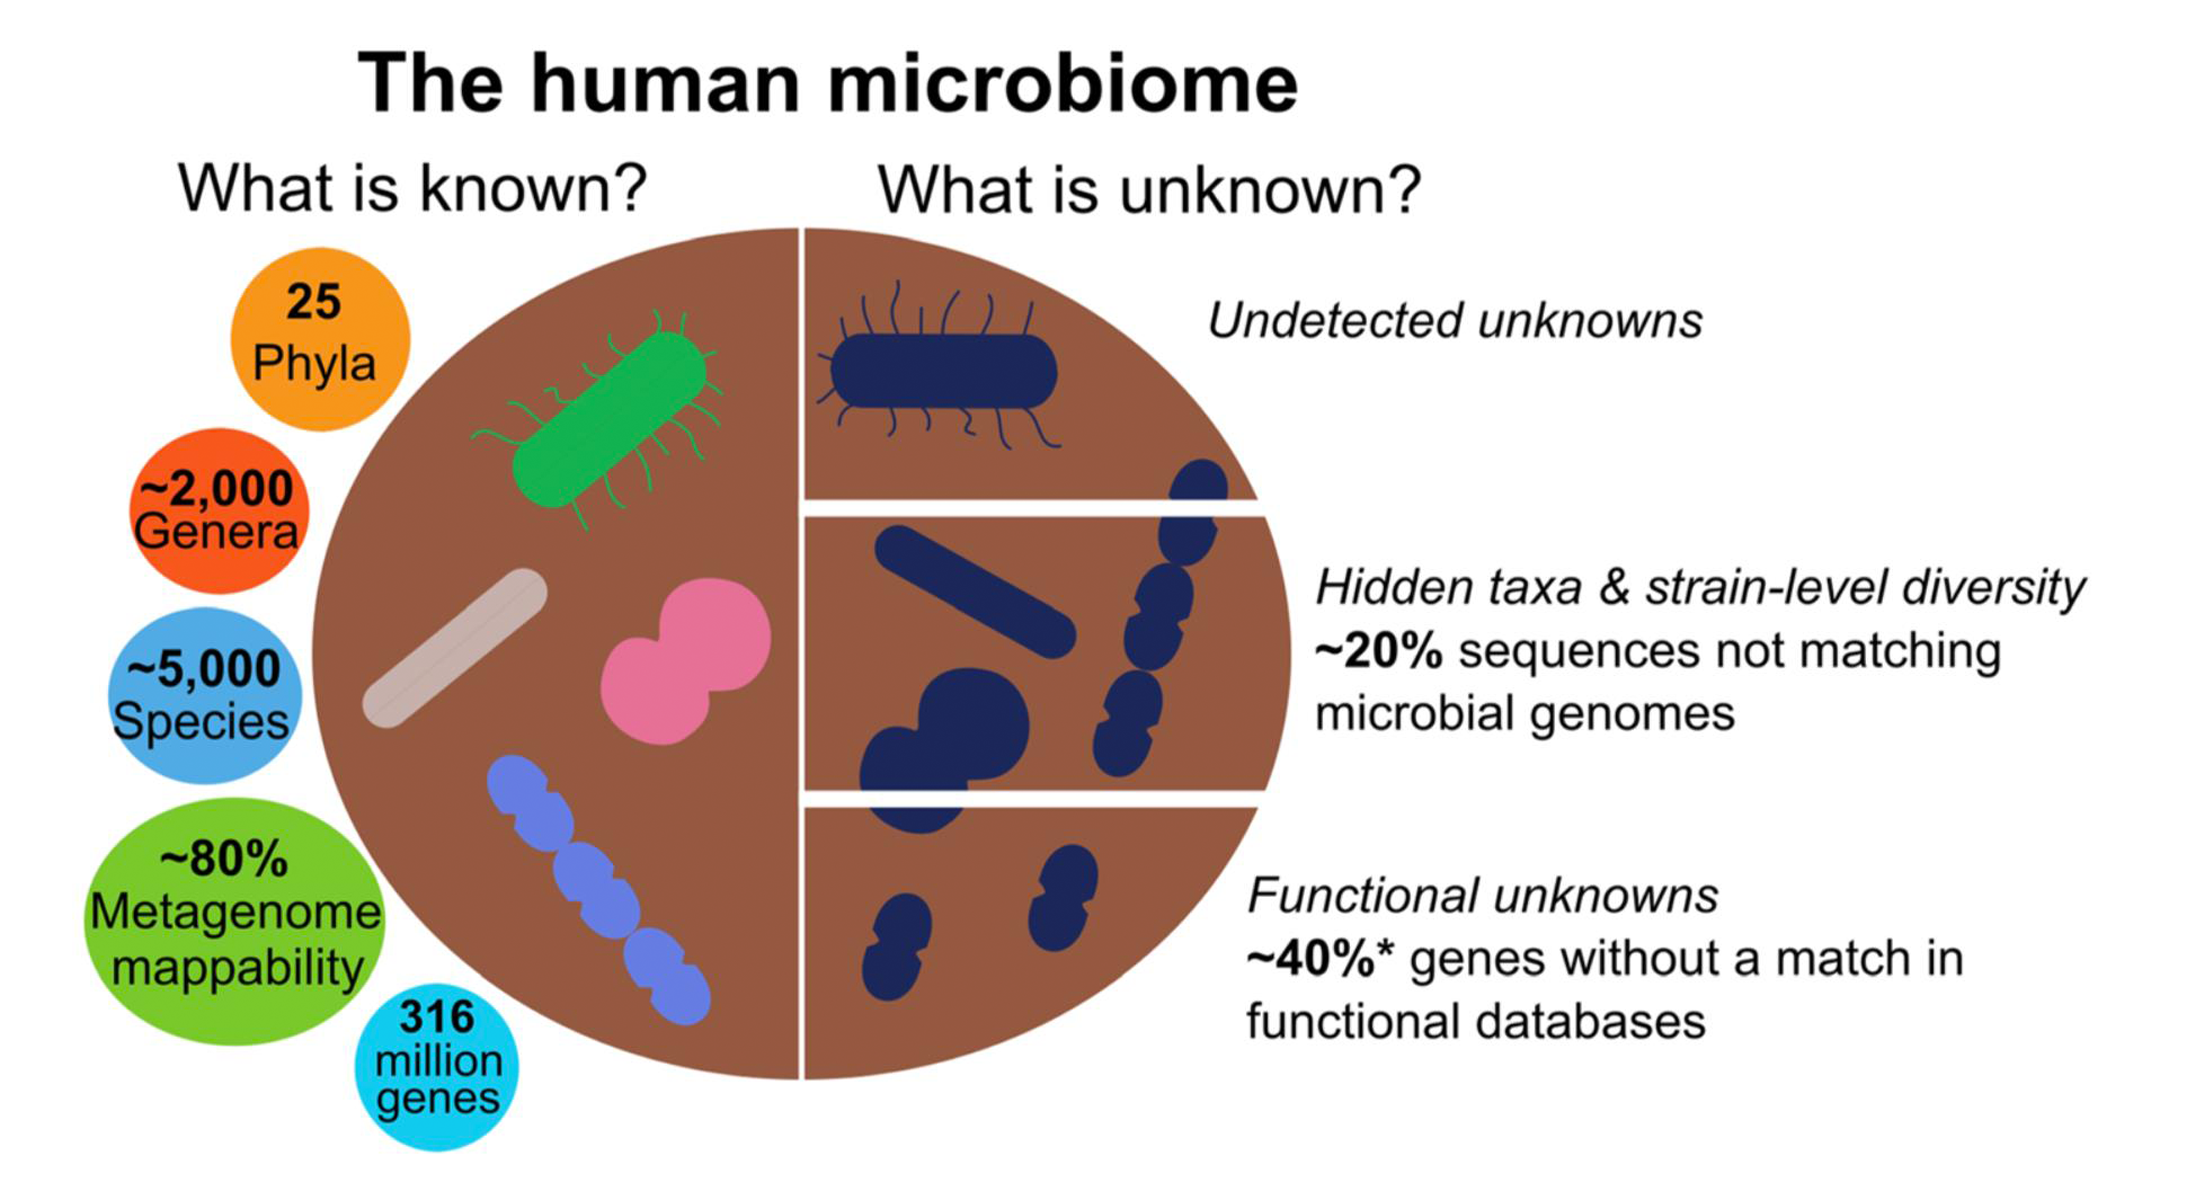 The human microbiome
What is known?
What is unknown?
25
Phyla
~2,000
Genera
~5,000
Species
~80%
Metagenome
mappability
316
million
genes
Undetected unknowns
Hidden taxa & strain-level diversity
~20% sequences not matching
microbial genomes
Functional unknowns
~40%* genes without a match in
functional databases